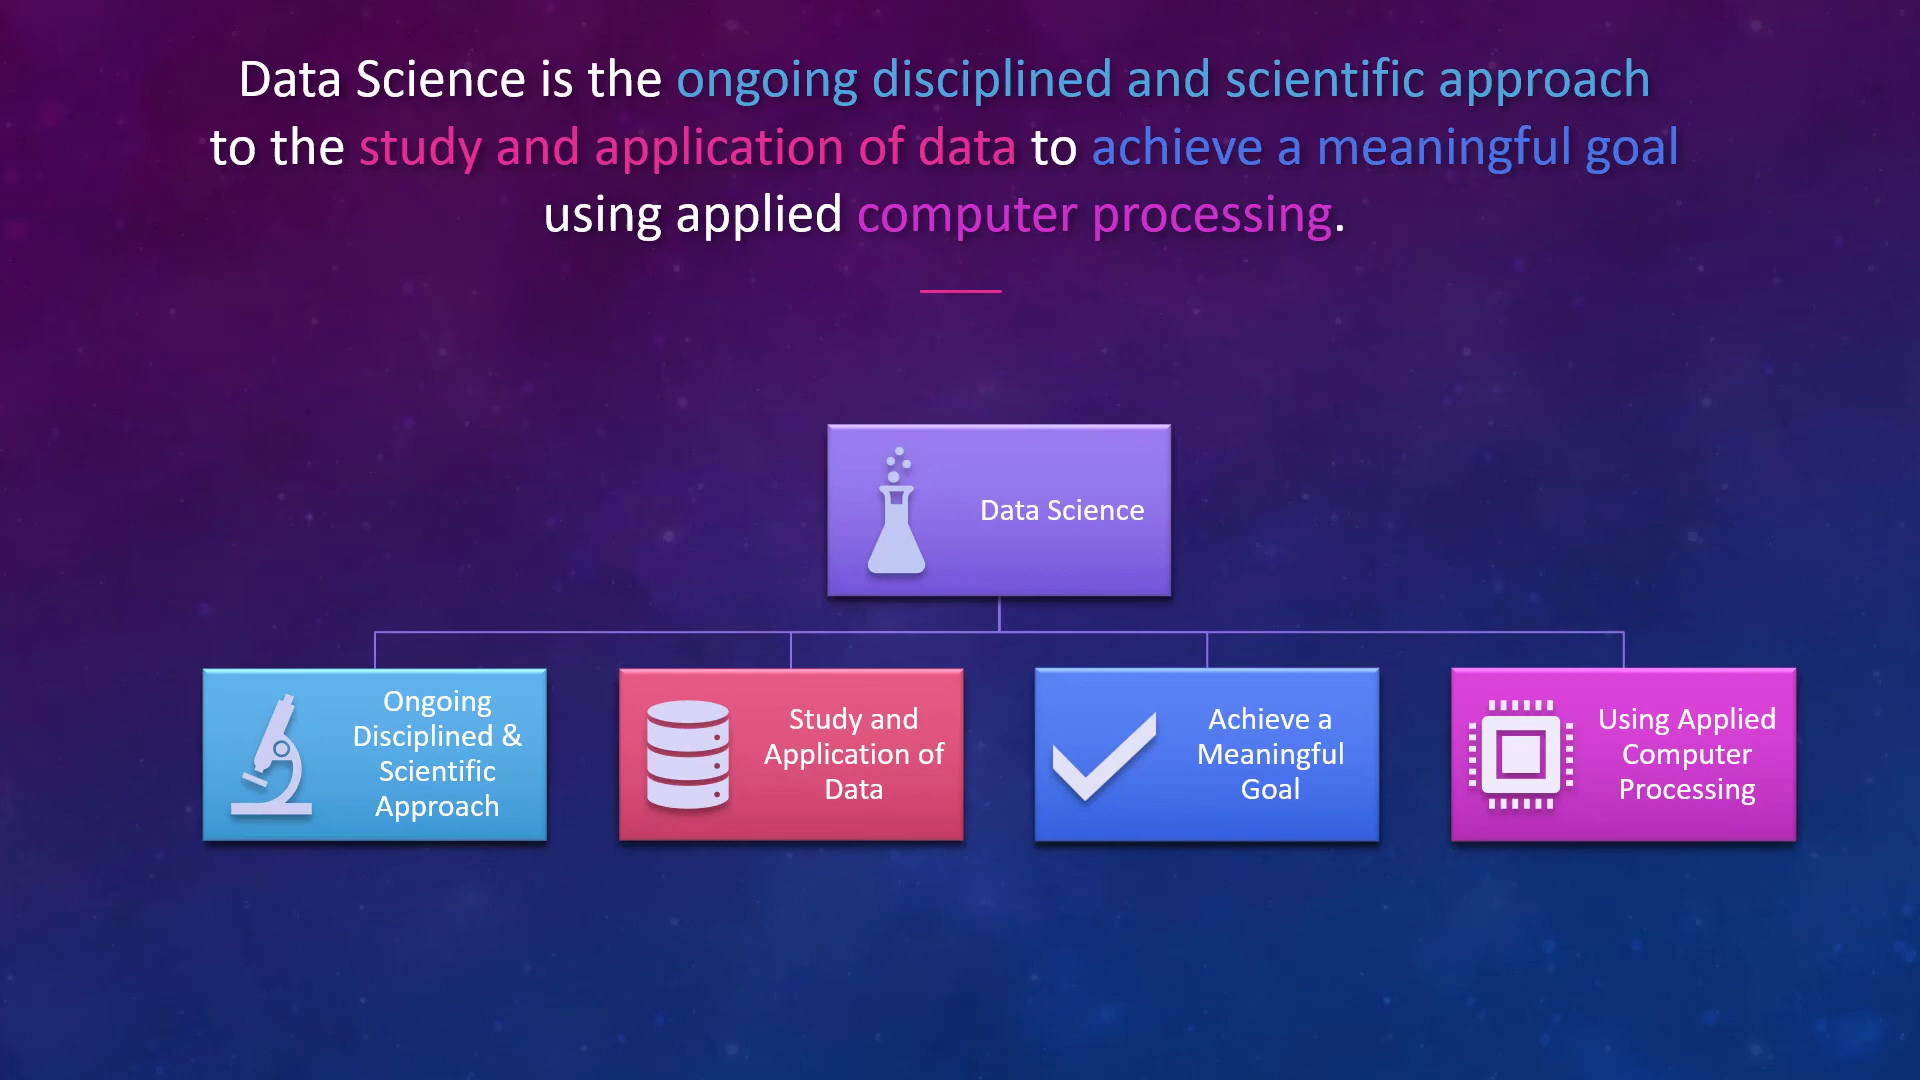 Data Science is the ongoing disciplined and scientific approach
to the study and application of data to achieve a meaningful goal
using applied computer processing.
Data Science
Ongoing
Disciplined &
Scientific
Approach
Study and
Application of
Data
Achieve a
Meaningful
Goal
Using Applied
Computer
Processing